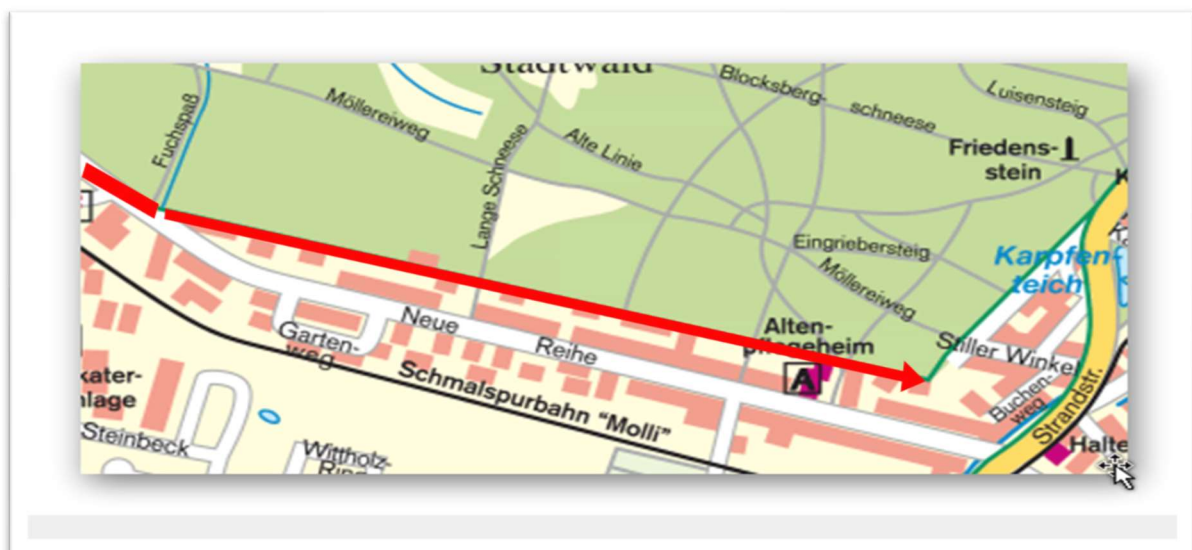 Stadtwald
Blocksberg-
schneese
Luisensteig
Fuchspaß
Möllereiweg
Lange Schneese
Alte Linie
Friedens-
stein
Eingriebersteig
Karpfen-
teich
Möllereiweg
Alten-
pflegeheim
A
Stiller Winkel
Neue
Reihe
Garten-
weg
Schmalspurbahn "Molli"
Buchen-
weg
Strandstr.
Halte
kater-
lage
Steinbeck
Wittholz-
Ring